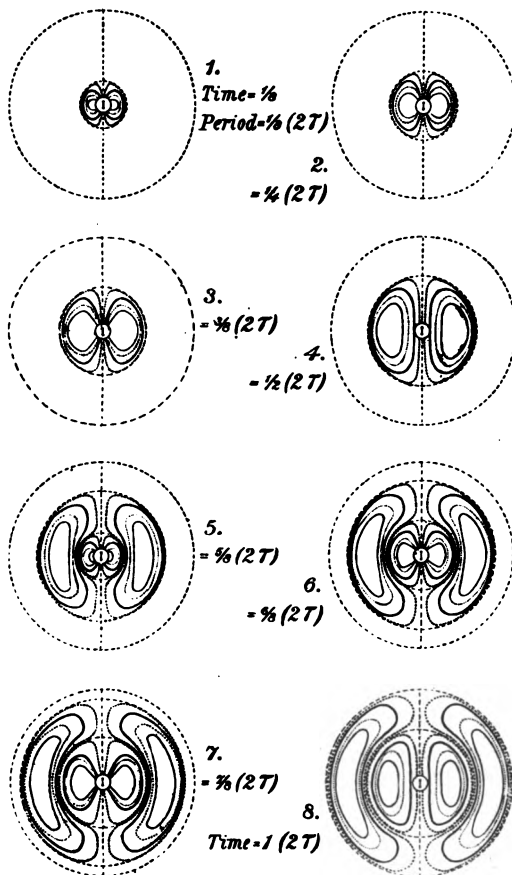 1.
Time = ⅛
Period = ⅛ (2T)
2.
= ¼ (2T)
3.
= ⅜ (2T)
4.
= ½ (2T)
5.
= ⅝ (2T)
6.
= 6/8 (2T)
7.
= ⅞ (2T)
8.
Time = 1 (2T)